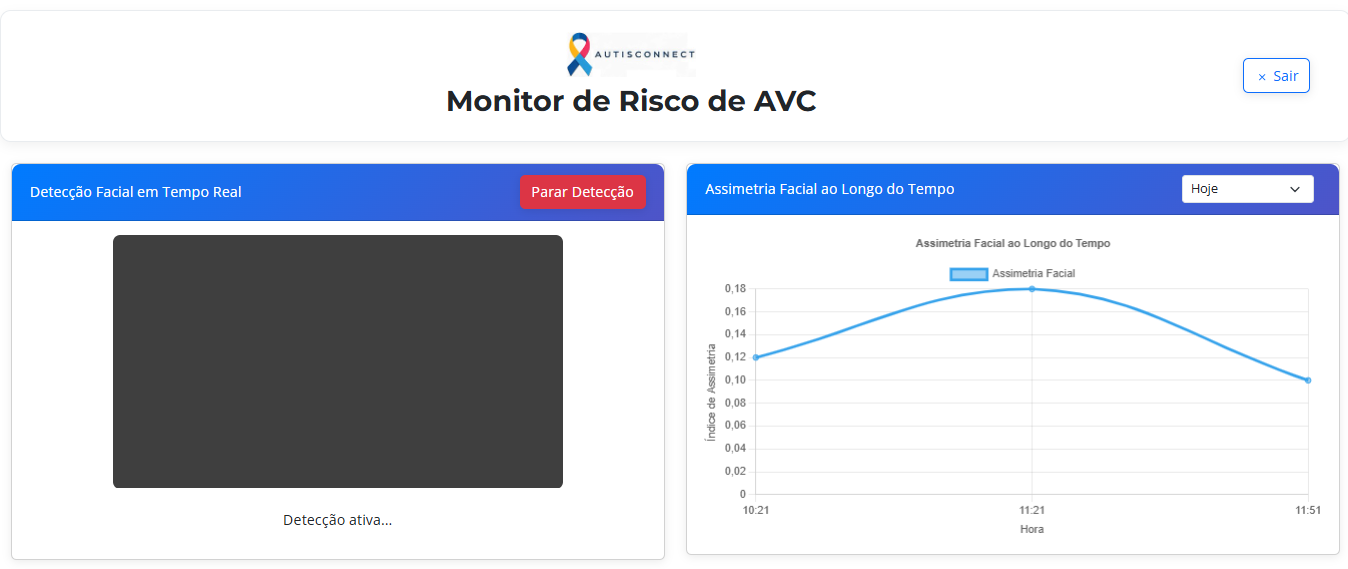 AUTISCONNECT
Monitor de Risco de AVC
× Sair
Detecção Facial em Tempo Real
Parar Detecção
Detecção ativa...
Assimetria Facial ao Longo do Tempo
Hoje
Assimetria Facial ao Longo do Tempo
Assimetria Facial
Índice de Assimetria
0,18
0,16
0,14
0,12
0,10
0,08
0,06
0,04
0,02
0
10:21 11:21 11:51
Hora